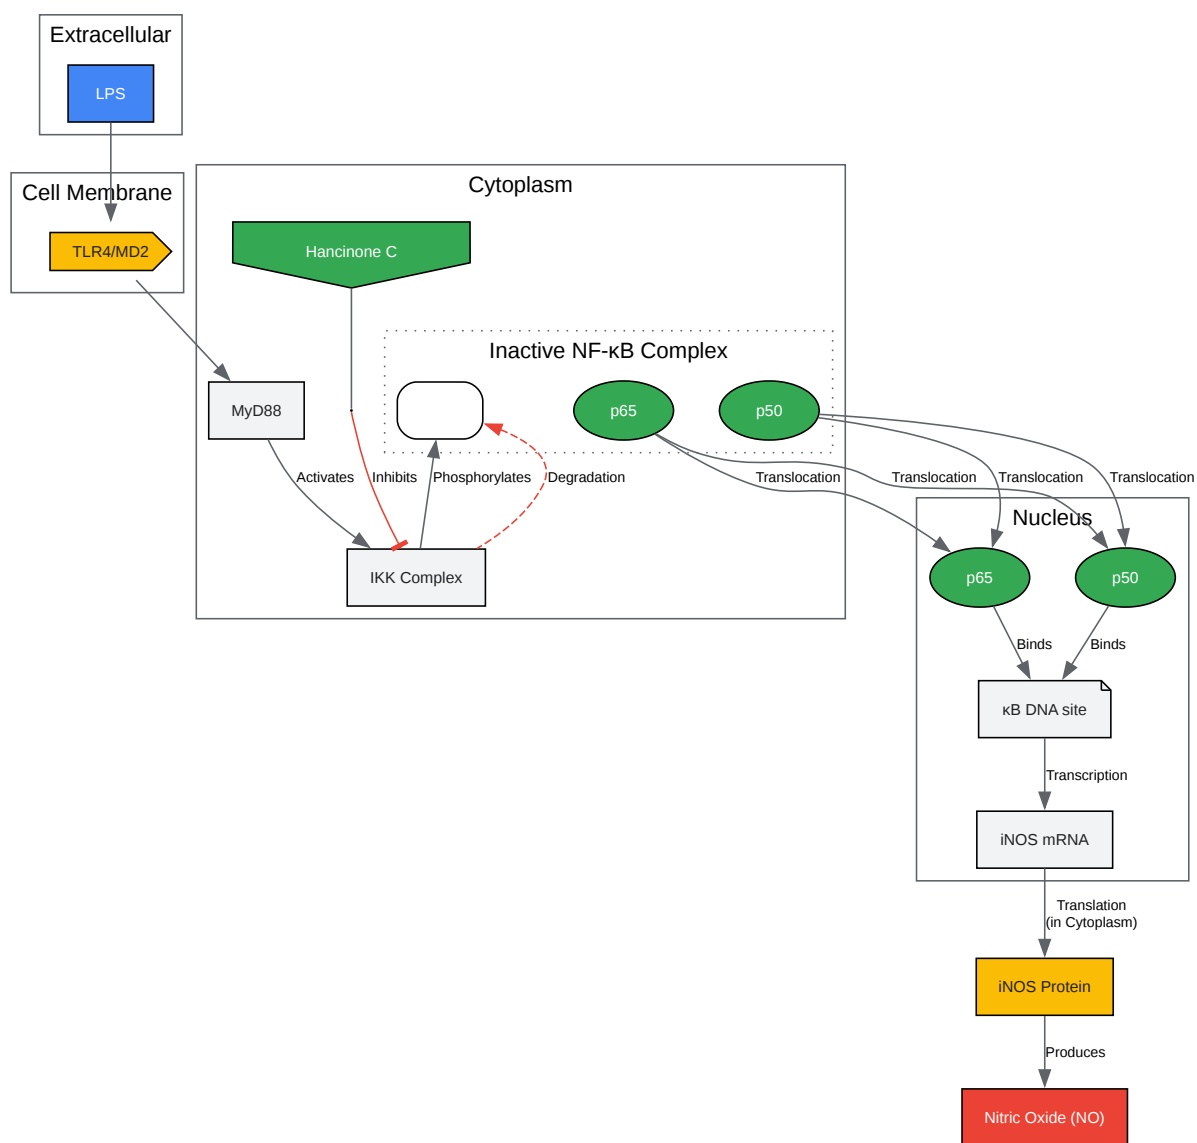 Extracellular
LPS
Cell Membrane
TLR4/MD2
Cytoplasm
Hancinone C
Inactive NF-κB Complex
MyD88
p65
p50
Activates
Inhibits
Phosphorylates
Degradation
Translocation
Translocation
Translocation
Translocation
Nucleus
IKK Complex
p65
p50
Binds
Binds
κB DNA site
Transcription
iNOS mRNA
Translation
(in Cytoplasm)
iNOS Protein
Produces
Nitric Oxide (NO)